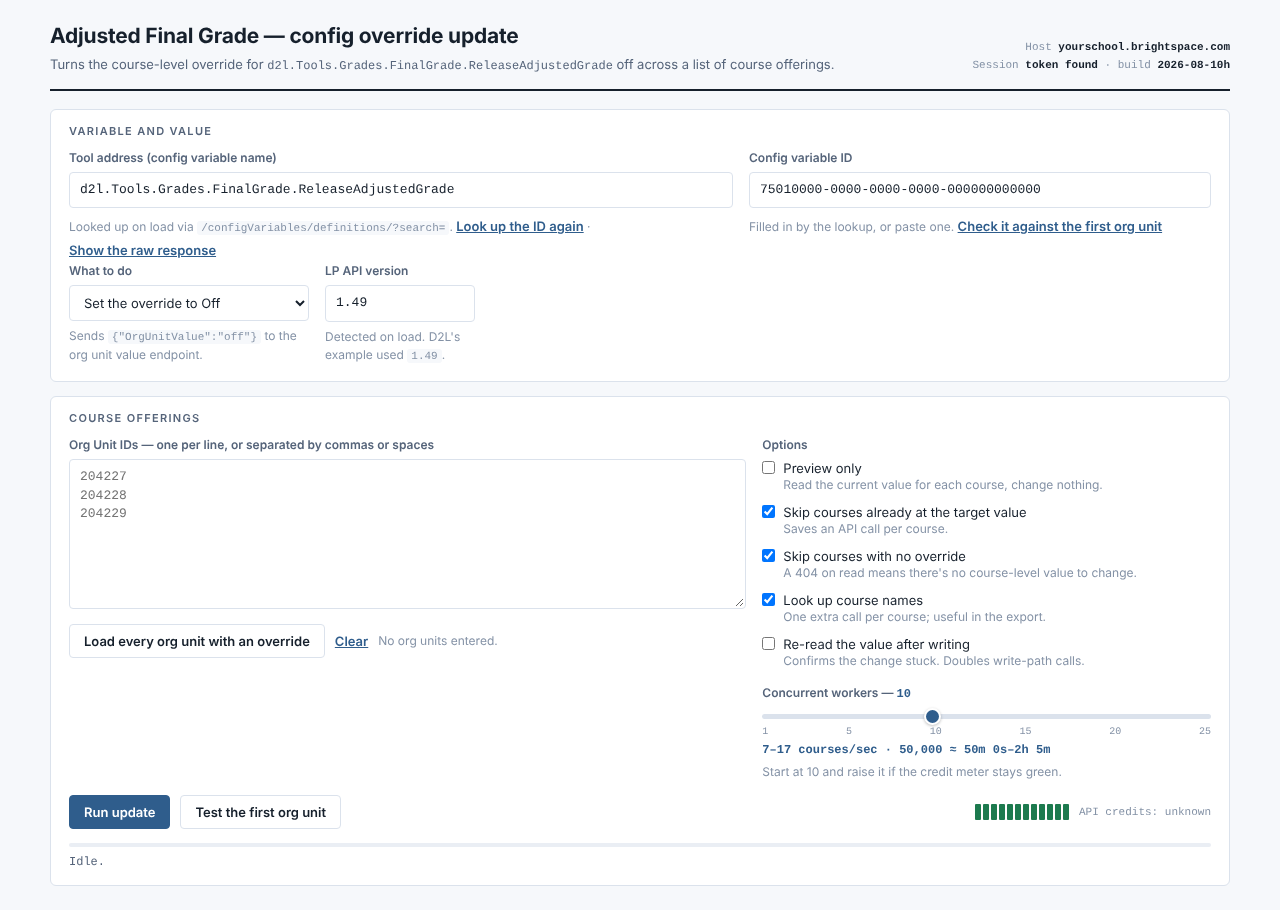 Adjusted Final Grade — config override update
Turns the course-level override for d2l.Tools.Grades.FinalGrade.ReleaseAdjustedGrade off across a list of course offerings.
Host yourschool.brightspace.com
Session token found · build 2026-08-10h
VARIABLE AND VALUE
Tool address (config variable name)
d2l.Tools.Grades.FinalGrade.ReleaseAdjustedGrade
Looked up on load via /configVariables/definitions/?search= . Look up the ID again ·
Show the raw response
Config variable ID
75010000-0000-0000-0000-000000000000
Filled in by the lookup, or paste one. Check it against the first org unit
What to do
Set the override to Off
Sends {"OrgUnitValue":"off"} to the
org unit value endpoint.
LP API version
1.49
Detected on load. D2L's
example used 1.49 .
COURSE OFFERINGS
Org Unit IDs — one per line, or separated by commas or spaces
204227
204228
204229
Load every org unit with an override Clear No org units entered.
Options
Preview only
Read the current value for each course, change nothing.
Skip courses already at the target value
Saves an API call per course.
Skip courses with no override
A 404 on read means there's no course-level value to change.
Look up course names
One extra call per course; useful in the export.
Re-read the value after writing
Confirms the change stuck. Doubles write-path calls.
Concurrent workers — 10
1 5 10 15 20 25
7–17 courses/sec · 50,000 ≈ 50m 0s–2h 5m
Start at 10 and raise it if the credit meter stays green.
Run update Test the first org unit
API credits: unknown
Idle.